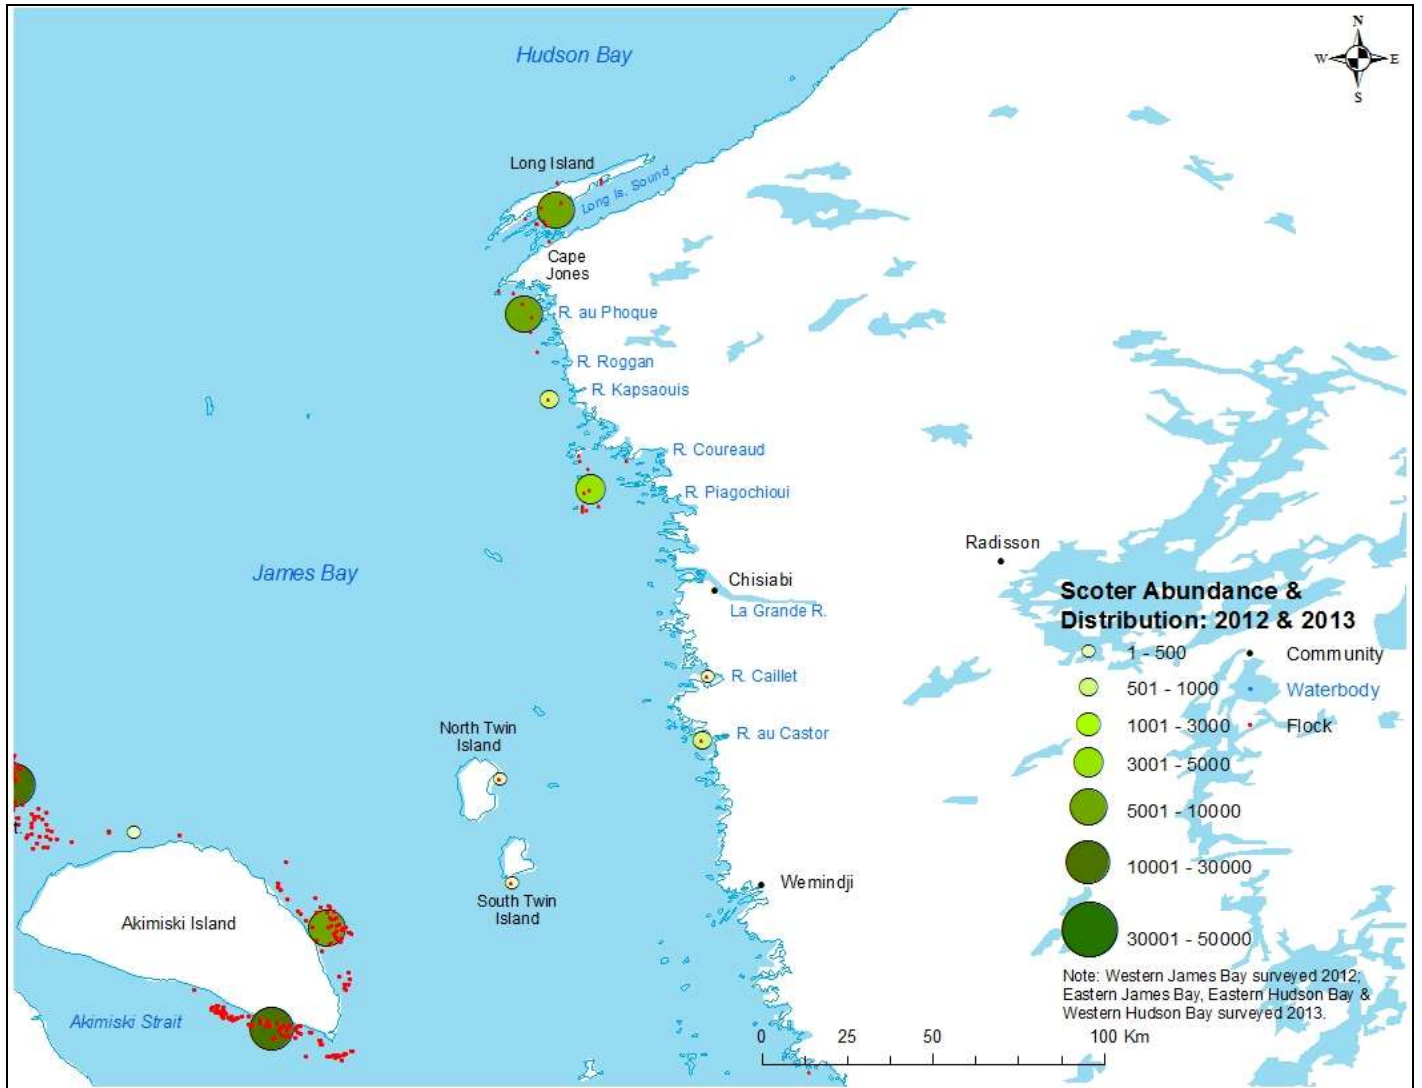 Hudson Bay
N
W
E
S
Long Island
Long Is. Sound
Cape
Jones
R. au Phoque
R. Roggan
R. Kapsaouis
R. Coureaud
R. Piagochioui
James Bay
Radisson
Chisiabi
La Grande R.
R. Caillet
R. au Castor
North Twin
Island
South Twin
Island
Wemindji
t.
Akimiski Island
Akimiski Strait
Scoter Abundance &
Distribution: 2012 & 2013
1 - 500
501 - 1000
1001 - 3000
3001 - 5000
5001 - 10000
10001 - 30000
30001 - 50000
Community
Waterbody
Flock
Note: Western James Bay surveyed 2012;
Eastern James Bay, Eastern Hudson Bay &
Western Hudson Bay surveyed 2013.
0 25 50 100 Km